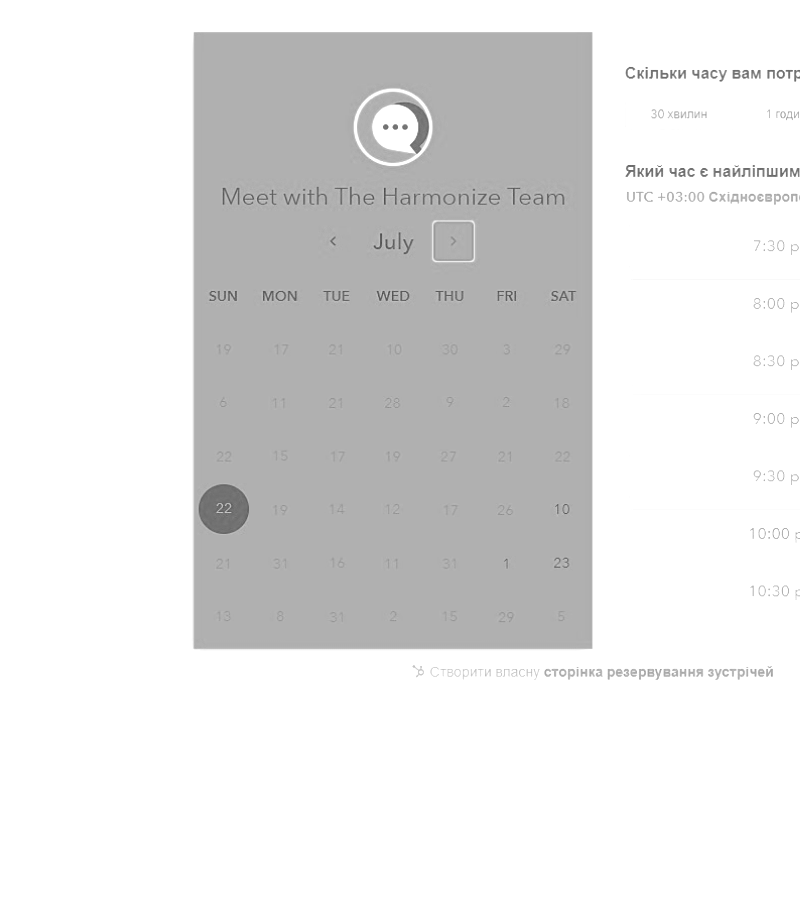 Meet with The Harmonize Team
July
SUN MON TUE WED THU FRI SAT
19 17 21 10 30 3 29
6 11 21 28 9 2 18
22 15 17 19 27 21 22
22 19 14 12 17 26 10
21 31 16 11 31 1 23
13 8 31 2 15 29 5
Скільки часу вам
30 хвилин 1
Який час є найліпшим
UTC +03:00
7:30
8:00
8:30
9:00
9:30
10:00
10:30
Створити власну сторінка резервування зустрічей